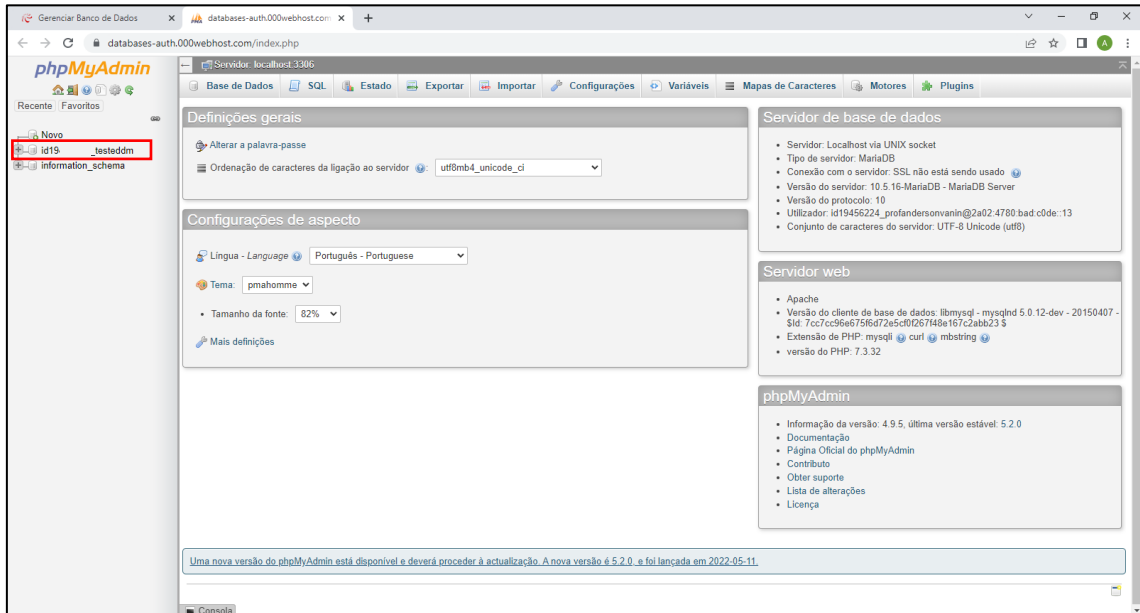 Gerenciar Banco de Dados
databases-auth.000webhost.com
databases-auth.000webhost.com/index.php
A
phpMyAdmin
Recente Favoritos
Novo
id19 _testeddm
information_schema
Servidor: localhost:3306
Base de Dados SQL Estado Exportar Importar Configurações Variáveis Mapas de Caracteres Motores Plugins
Definições gerais
Alterar a palavra-passe
Ordenação de caracteres da ligação ao servidor : utf8mb4_unicode_ci
Configurações de aspecto
Língua - Language Português - Portuguese
Tema: pmahomme
• Tamanho da fonte: 82%
Mais definições
Servidor de base de dados
• Servidor: Localhost via UNIX socket
• Tipo de servidor: MariaDB
• Conexão com o servidor: SSL não está sendo usado
• Versão do servidor: 10.5.16-MariaDB - MariaDB Server
• Versão do protocolo: 10
• Utilizador: id19456224_profandersonvanin@2a02:4780:bad:c0de::13
• Conjunto de caracteres do servidor: UTF-8 Unicode (utf8)
Servidor web
• Apache
• Versão do cliente de base de dados: libmysql - mysqlnd 5.0.12-dev - 20150407 -
$Id: 7cc7cc96e675f6d72e5cf0f267f48e167c2abb23 $
• Extensão de PHP: mysqli curl mbstring
• versão do PHP: 7.3.32
phpMyAdmin
• Informação da versão: 4.9.5, última versão estável: 5.2.0
• Documentação
• Página Oficial do phpMyAdmin
• Contributo
• Obter suporte
• Lista de alterações
• Licença
Uma nova versão do phpMyAdmin está disponível e deverá proceder à actualização. A nova versão é 5.2.0, e foi lançada em 2022-05-11.
Consola